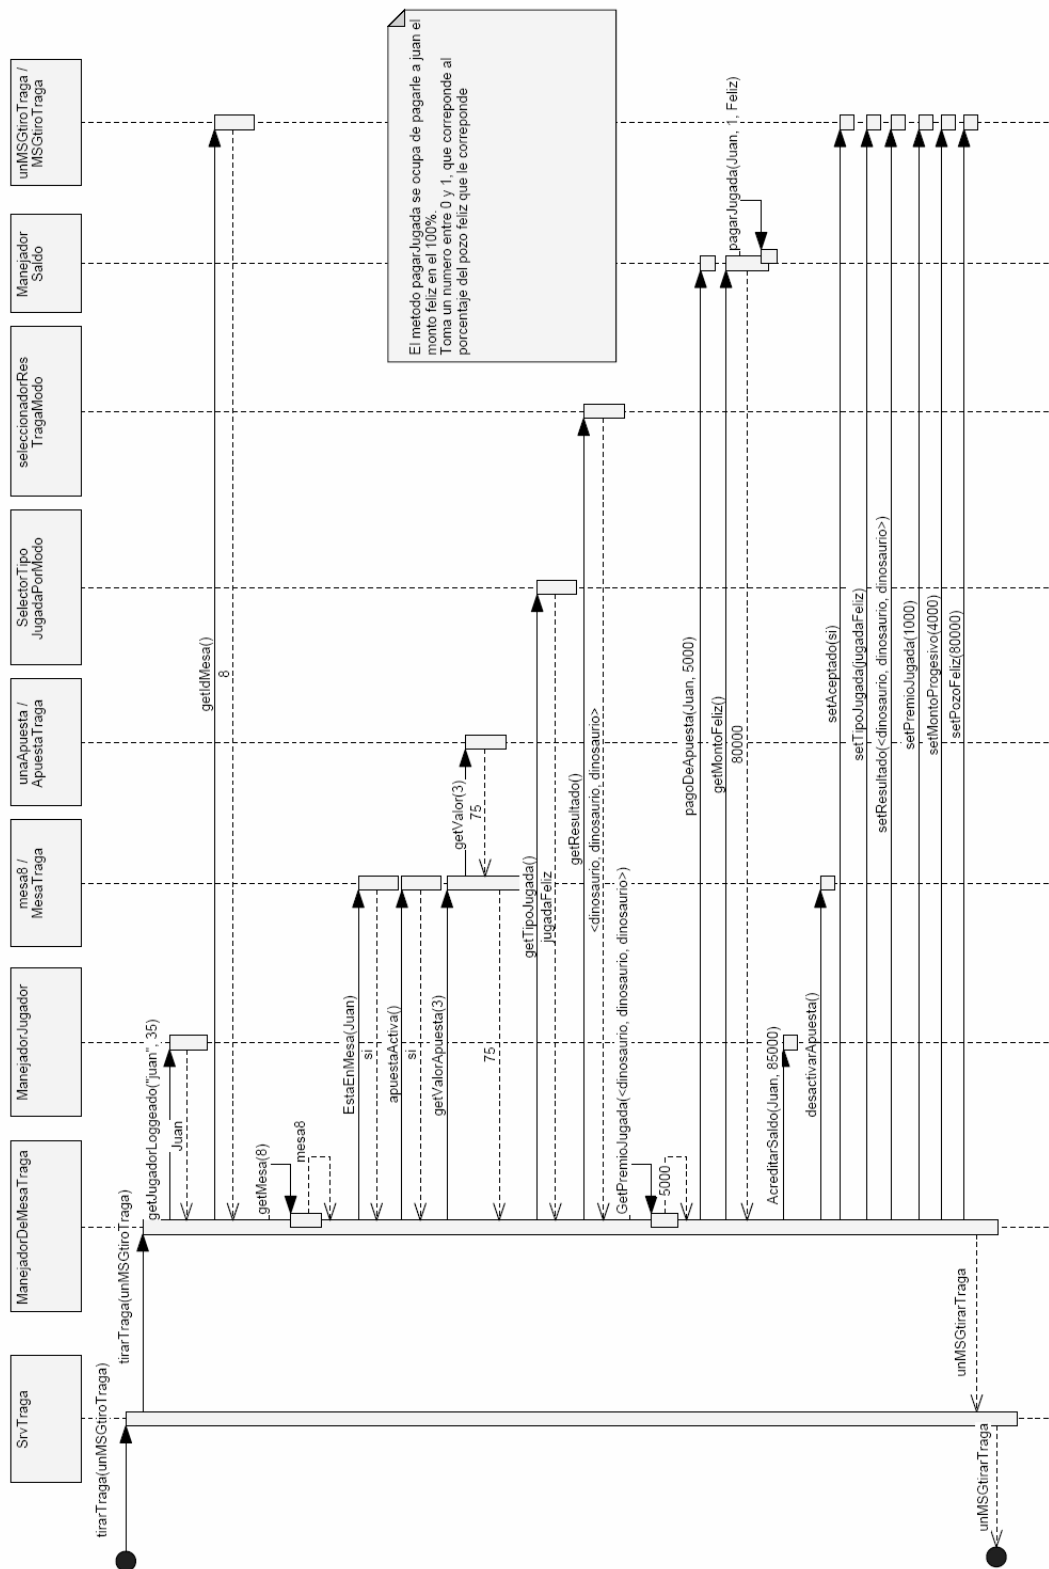 SrvTraga
ManejadorDeMesaTraga
ManejadorJugador
mesa8 /
MesaTraga
unaApuesta /
ApuestaTraga
SelectorTipo
JugadaPorModo
seleccionadorRes
TragaModo
Manejador
Saldo
unMSGtiroTraga /
MSGtiroTraga
tirarTraga(unMSGtiroTraga)
tirarTraga(unMSGtiroTraga)
getJugadorLoggeado("juan", 35)
Juan
getIdMesa()
8
getMesa(8)
mesa8
EstaEnMesa(Juan)
si
apuestaActiva()
si
getValorApuesta(3)
getValor(3)
75
75
getTipoJugada()
jugadaFeliz
getResultado()
<dinosaurio, dinosaurio, dinosaurio>
GetPremioJugada(<dinosaurio, dinosaurio, dinosaurio>)
5000
pagoDeApuesta(Juan, 5000)
getMontoFeliz()
80000
pagarJugada(Juan, 1, Feliz)
AcreditarSaldo(Juan, 85000)
desactivarApuesta()
setAceptado(si)
setTipoJugada(jugadaFeliz)
setResultado(<dinosaurio, dinosaurio, dinosaurio>)
setPremioJugada(1000)
setMontoProgesivo(4000)
setPozoFeliz(80000)
unMSGtirarTraga
unMSGtirarTraga
El metodo pagarJugada se ocupa de pagarle a juan el
monto feliz en el 100%.
Toma un numero entre 0 y 1, que correponde al
porcentaje del pozo feliz que le correponde